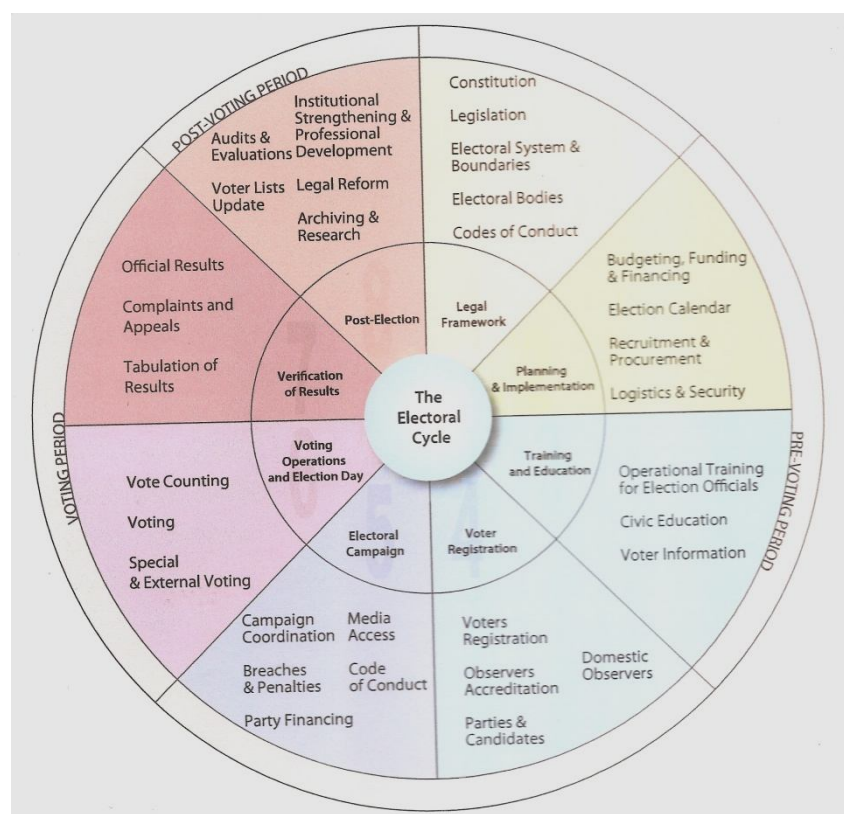 The
Electoral
Cycle
PRE-VOTING PERIOD
Legal
Framework
Constitution
Legislation
Electoral System &
Boundaries
Electoral Bodies
Codes of Conduct
Planning
& Implementation
Budgeting, Funding
& Financing
Election Calendar
Recruitment &
Procurement
Logistics & Security
Training
and Education
Operational Training
for Election Officials
Civic Education
Voter Information
4
Voter
Registration
Voters
Registration
Observers
Accreditation
Parties &
Candidates
Domestic
Observers
5
Electoral
Campaign
Campaign
Coordination
Breaches
& Penalties
Party Financing
Media
Access
Code
of Conduct
VOTING PERIOD
6
Voting
Operations
and Election Day
Vote Counting
Voting
Special
& External Voting
7
Verification
of Results
Official Results
Complaints and
Appeals
Tabulation of
Results
POST-VOTING PERIOD
8
Post-Election
Audits &
Evaluations
Voter Lists
Update
Institutional
Strengthening &
Professional
Development
Legal Reform
Archiving &
Research